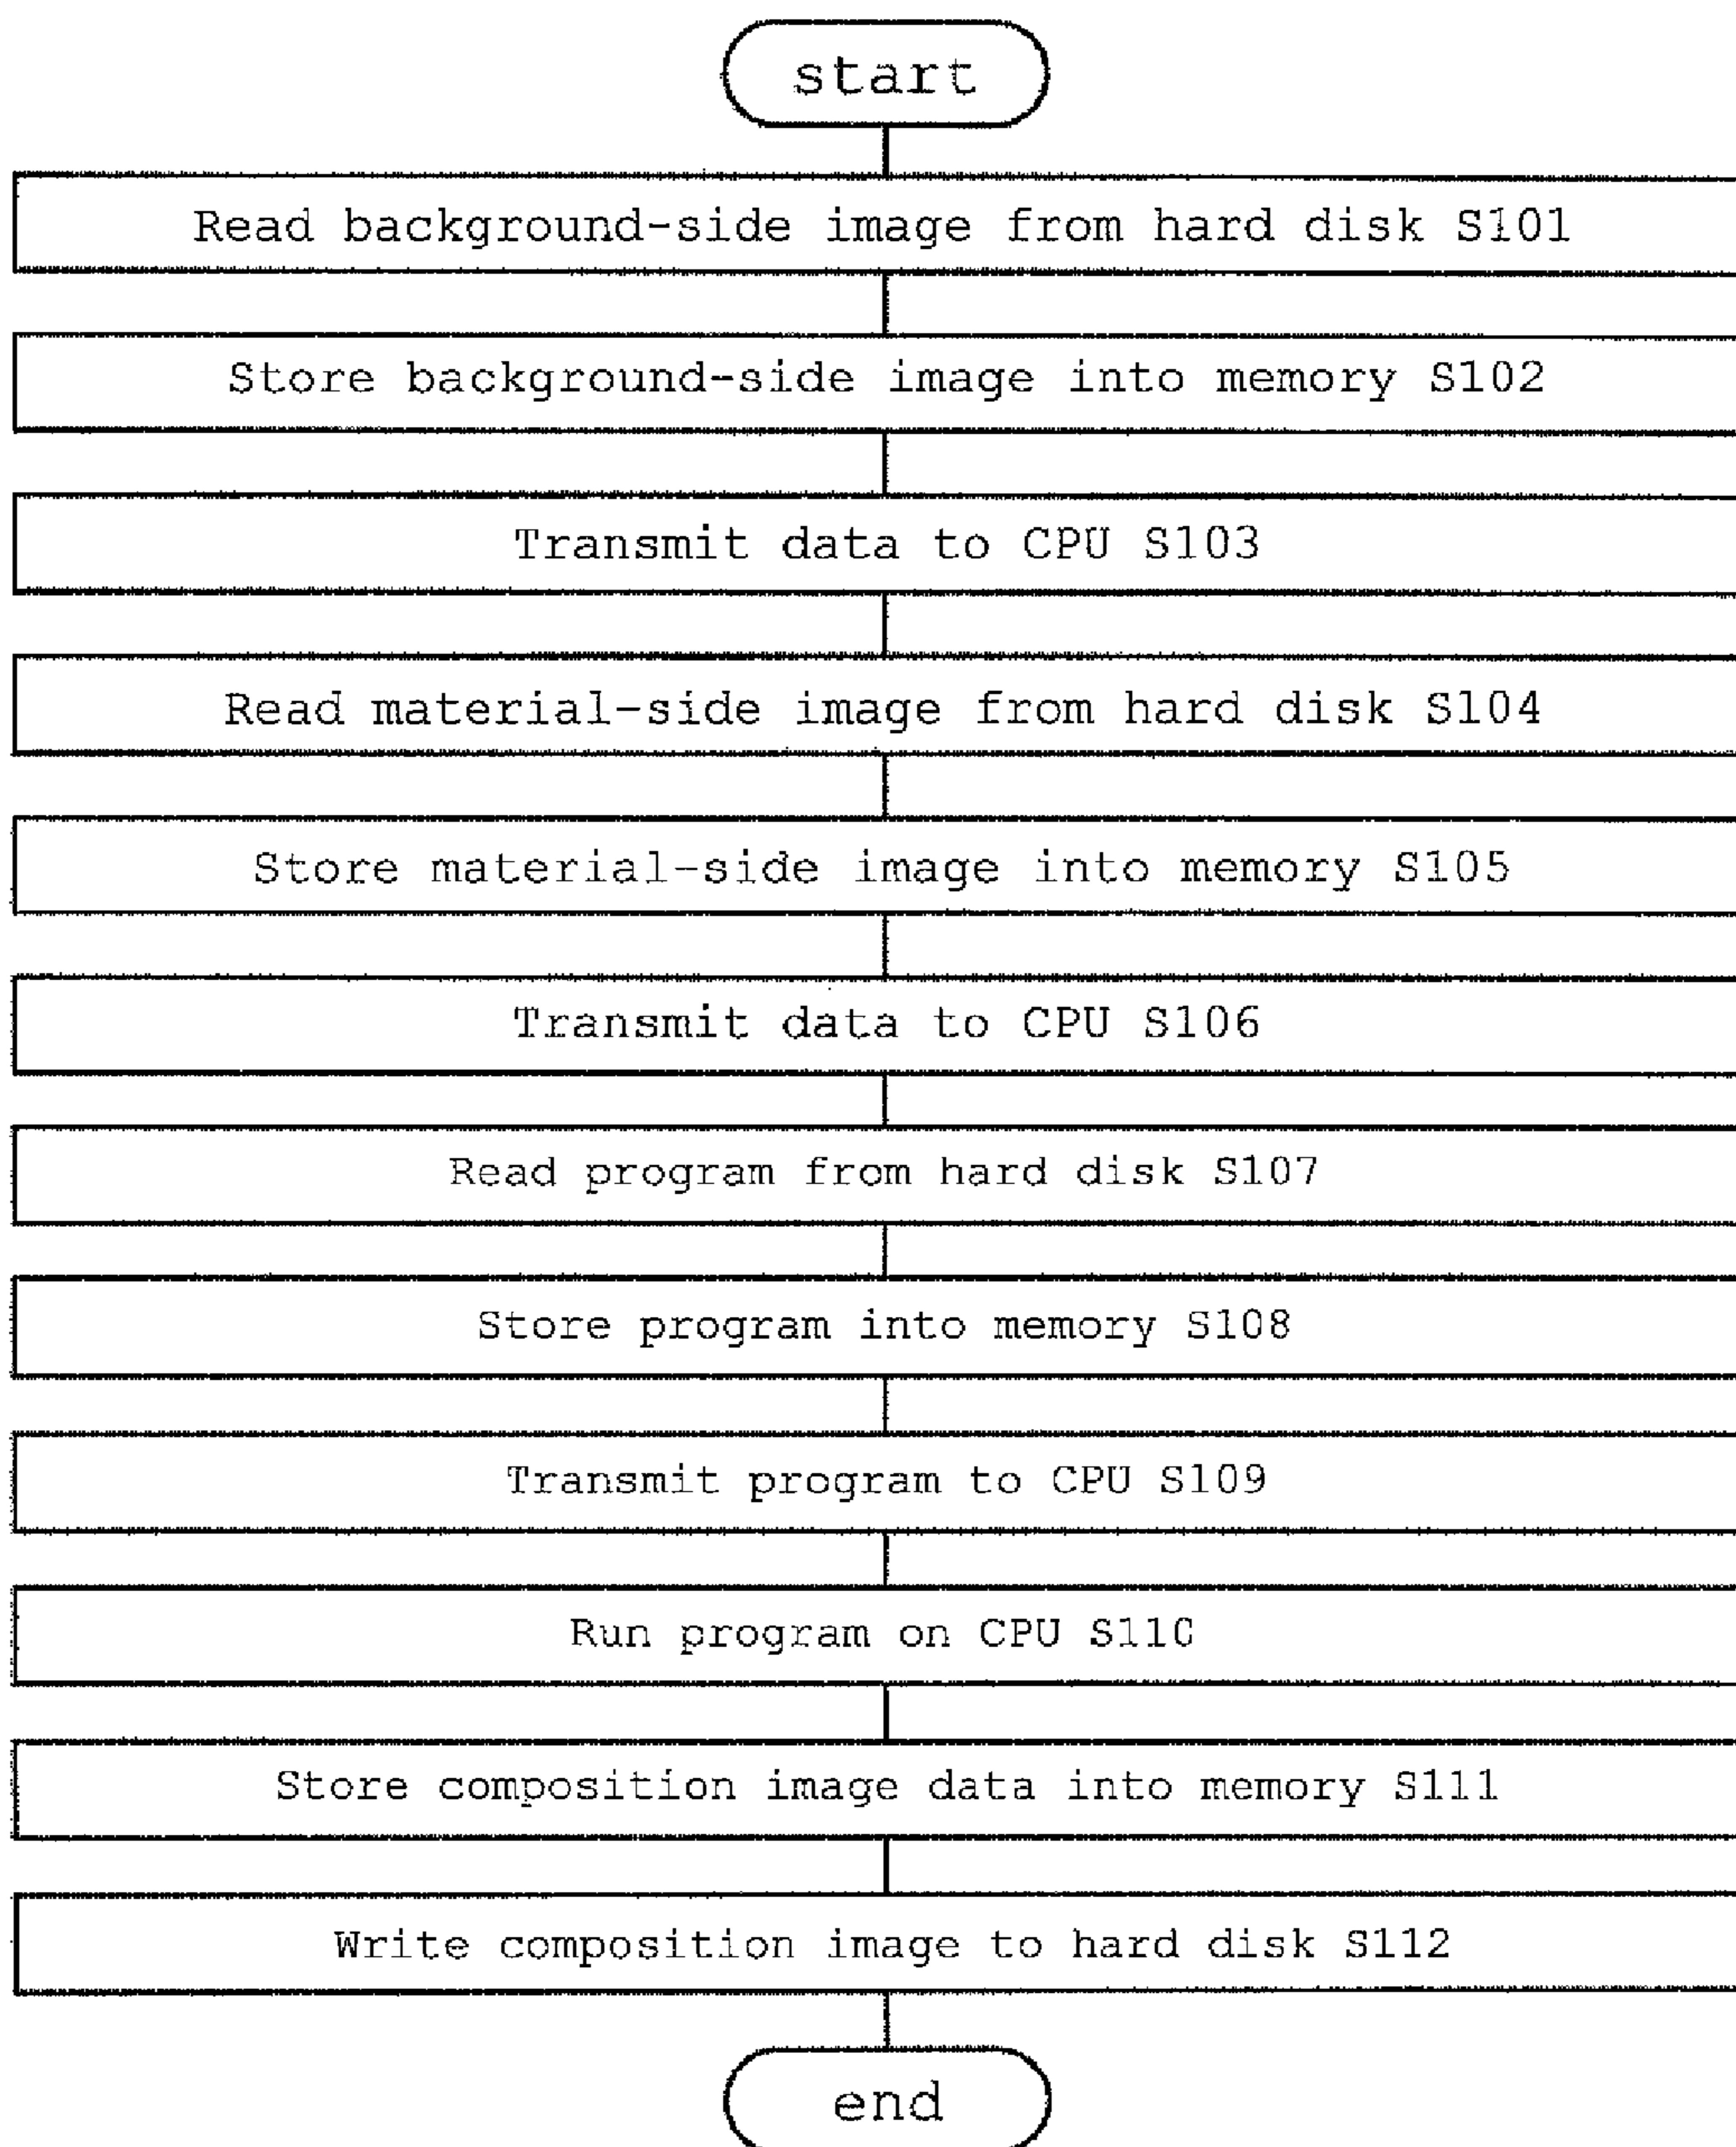 start
Read background-side image from hard disk S101
Store background-side image into memory S102
Transmit data to CPU S103
Read material-side image from hard disk S104
Store material-side image into memory S105
Transmit data to CPU S106
Read program from hard disk S107
Store program into memory S108
Transmit program to CPU S109
Run program on CPU S110
Store composition image data into memory S111
Write composition image to hard disk S112
end